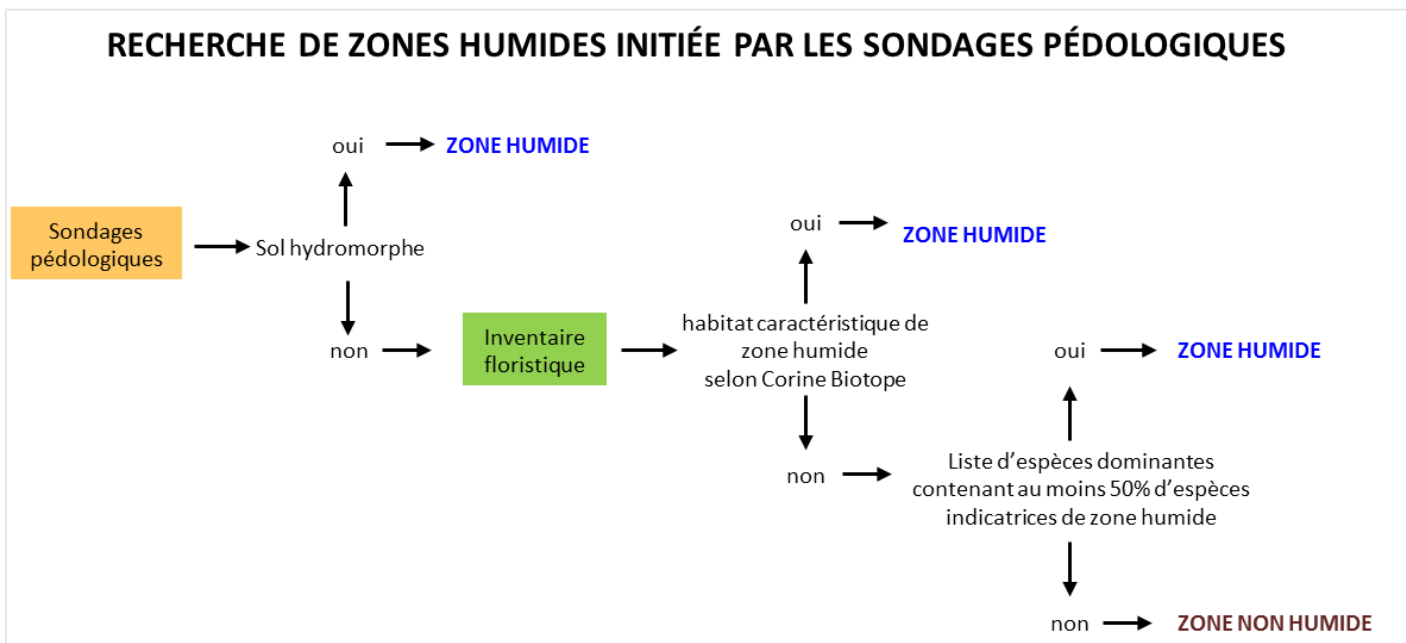 RECHERCHE DE ZONES HUMIDES INITIÉE PAR LES SONDAGES PÉDOLOGIQUES
oui
ZONE HUMIDE
Sondages
pédologiques
Sol hydromorphe
non
Inventaire
floristique
oui
ZONE HUMIDE
habitat caractéristique de
zone humide
selon Corine Biotope
non
oui
ZONE HUMIDE
Liste d’espèces dominantes
contenant au moins 50% d’espèces
indicatrices de zone humide
non
ZONE NON HUMIDE